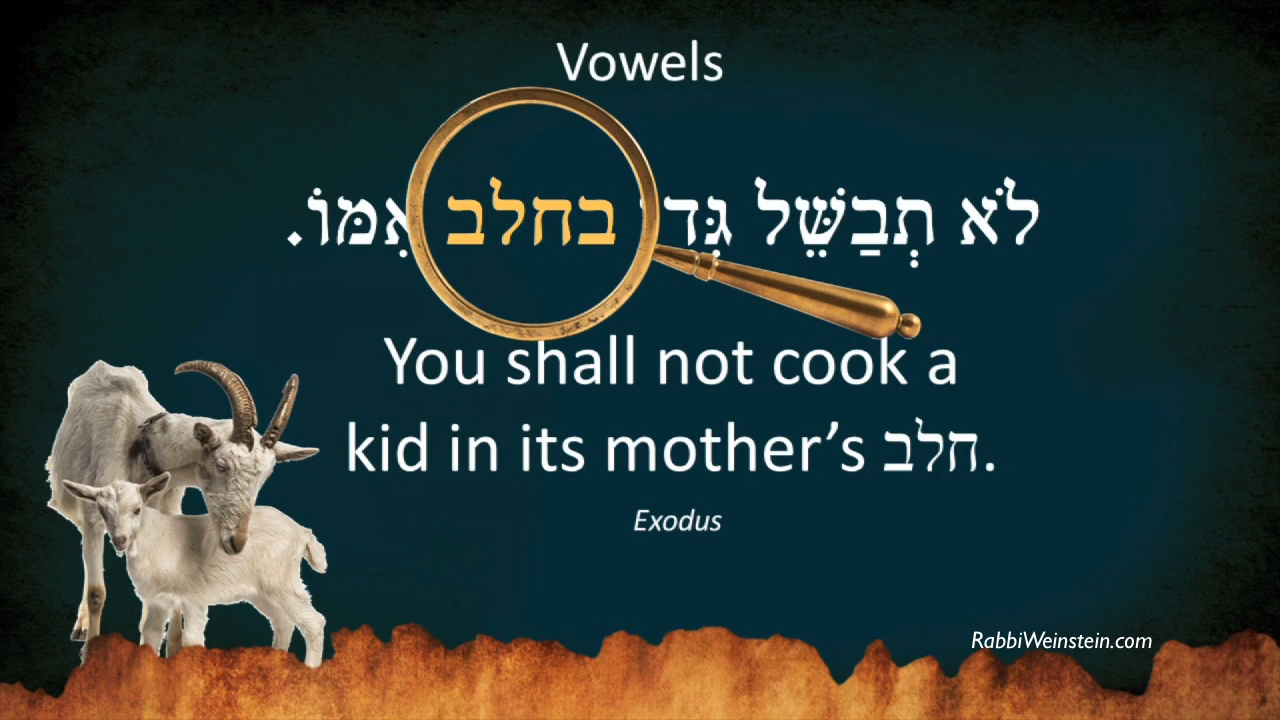 Vowels
לֹא תְבַשֵּׁל גְּדִי בחלב אִמּוֹ.
You shall not cook a
kid in its mother’s חלב.
Exodus
RabbiWeinstein.com